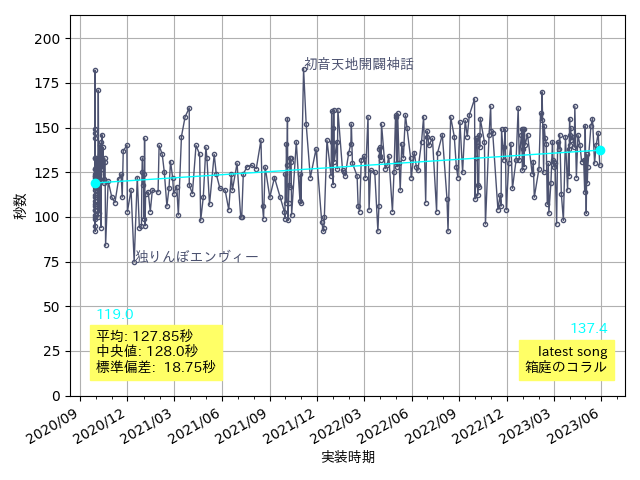 秒数
200
175
150
125
100
75
50
25
0
初音天地開闢神話
独りんぼエンヴィー
119.0
137.4
平均: 127.85秒
中央値: 128.0秒
標準偏差: 18.75秒
latest song
箱庭のコラル
2020/09
2020/12
2021/03
2021/06
2021/09
2021/12
2022/03
2022/06
2022/09
2022/12
2023/03
2023/06
実装時期